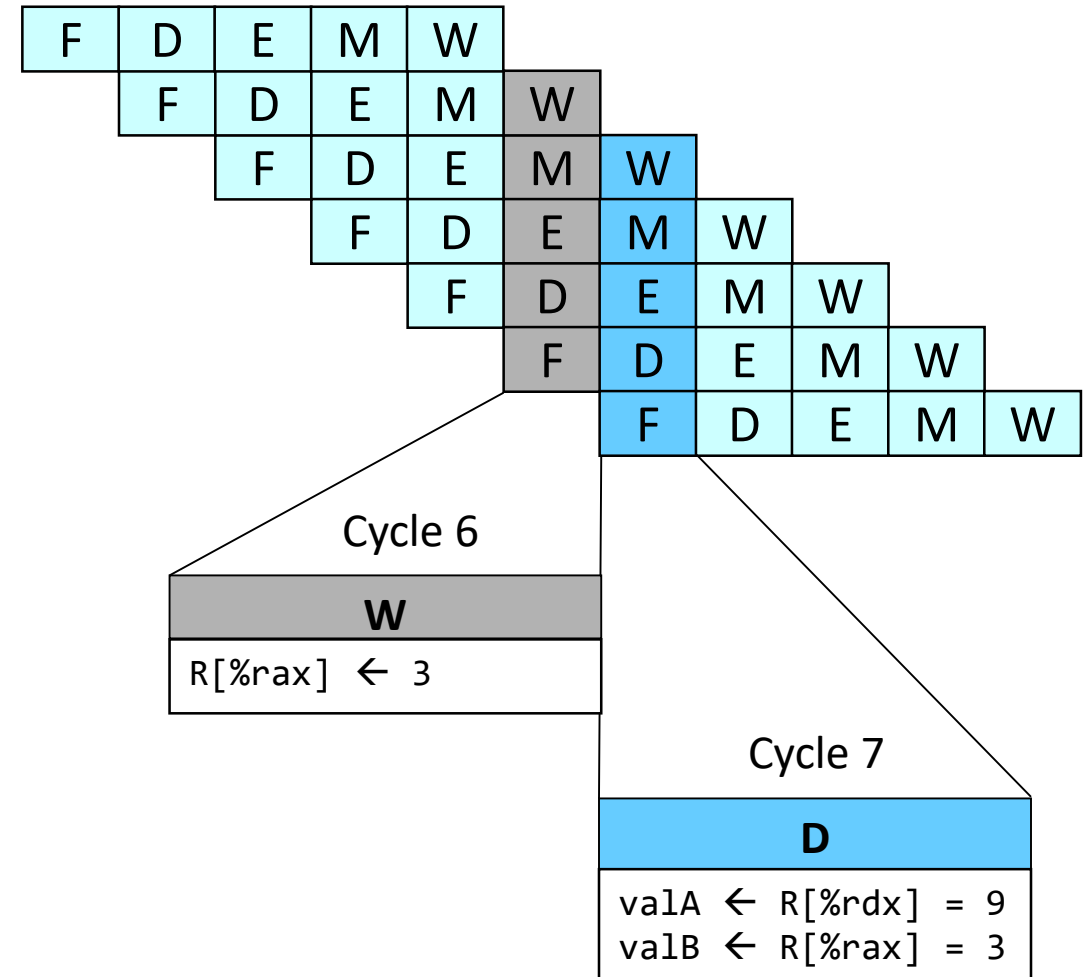 F D E M W
F D E M W
F D E M W
F D E M W
F D E M W
F D E M W
F D E M W
Cycle 6
W
R[%rax] ← 3
Cycle 7
D
valA ← R[%rdx] = 9
valB ← R[%rax] = 3